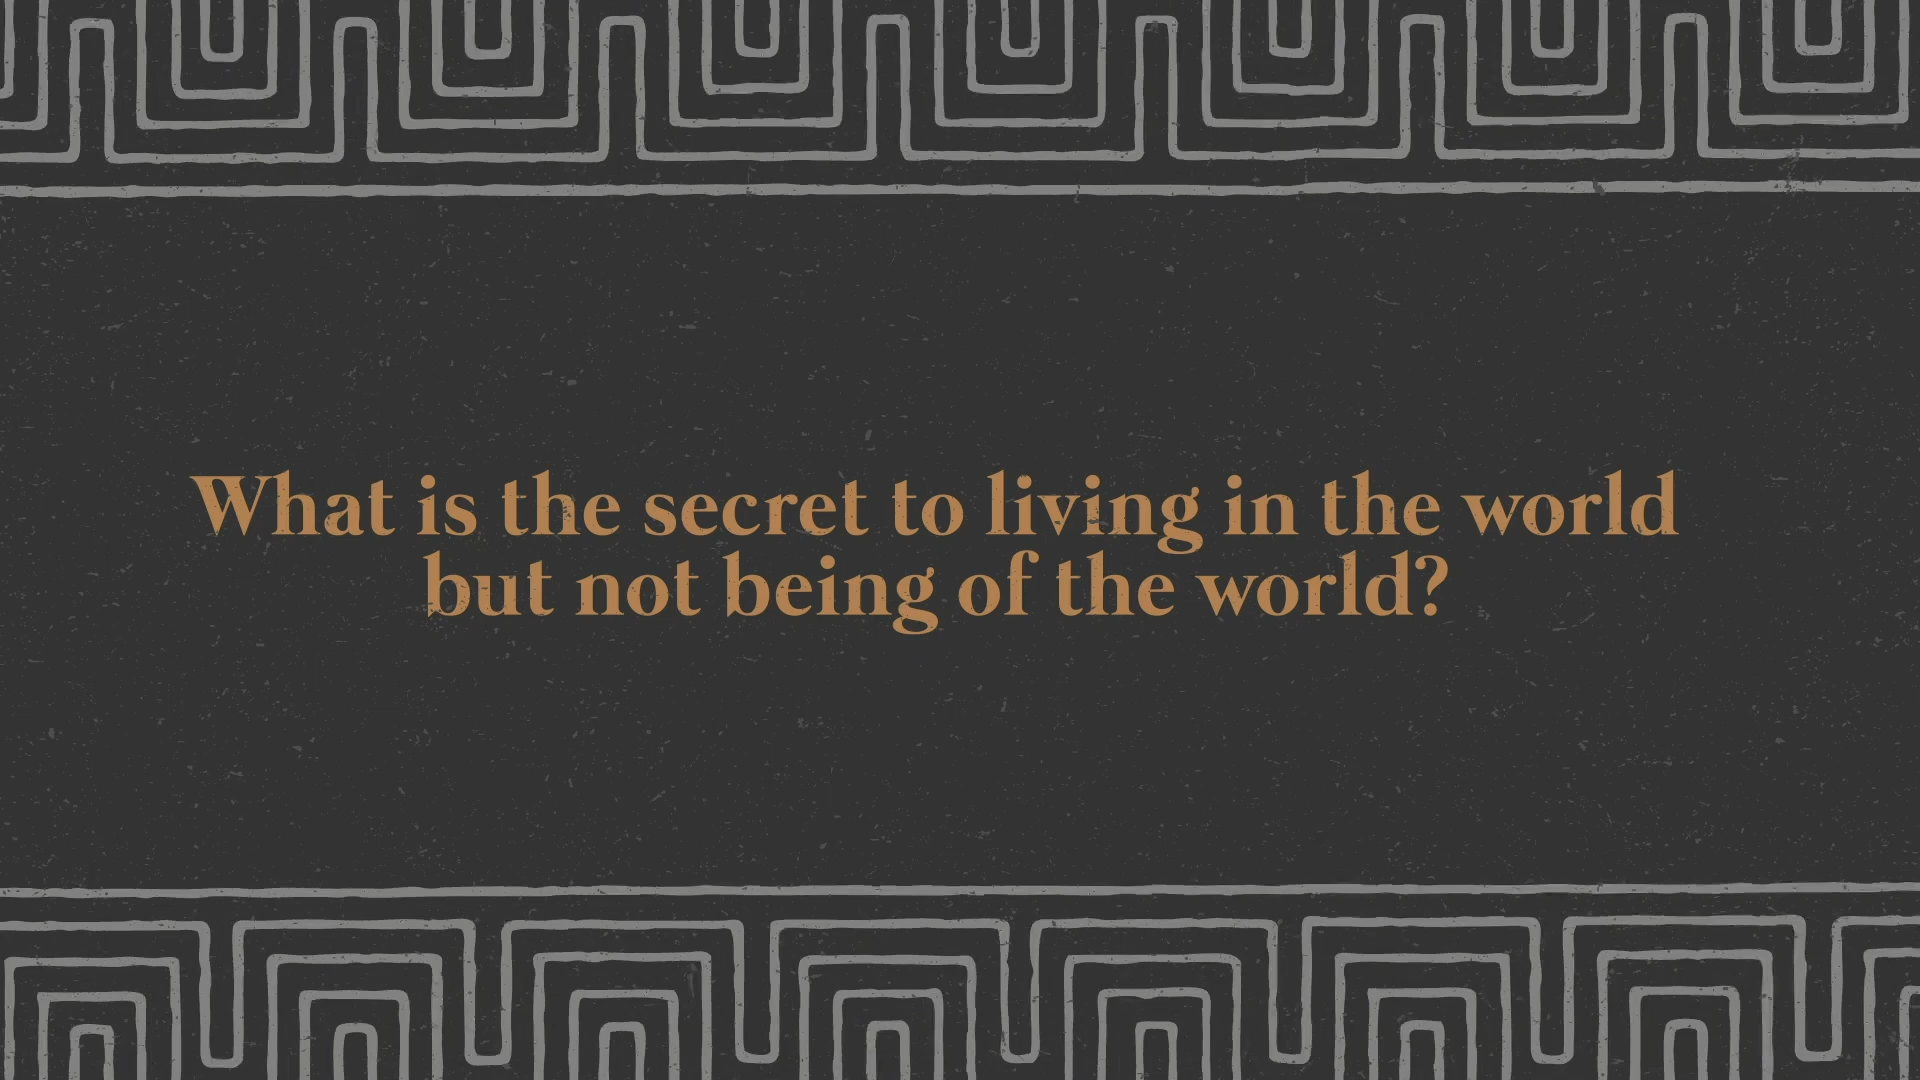 What is the secret to living in the world
but not being of the world?